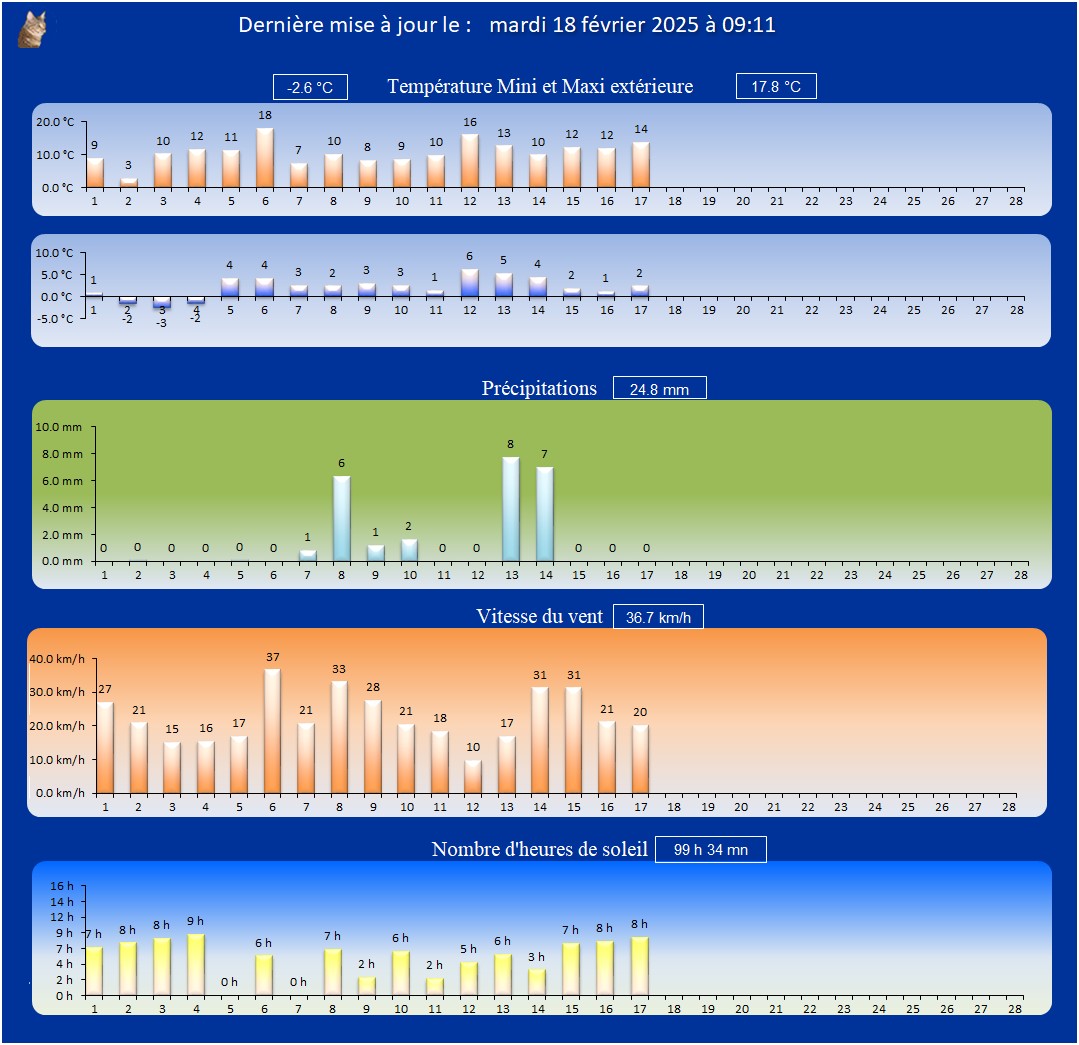 Dernière mise à jour le : mardi 18 février 2025 à 09:11
-2.6 °C Température Mini et Maxi extérieure 17.8 °C
20.0 °C
10.0 °C
0.0 °C
9 3 10 12 11 18 7 10 8 9 10 16 13 10 12 12 14
1 2 3 4 5 6 7 8 9 10 11 12 13 14 15 16 17 18 19 20 21 22 23 24 25 26 27 28
10.0 °C
5.0 °C
0.0 °C
-5.0 °C
1 -2 -3 -2 4 4 3 2 3 3 1 6 5 4 2 1 2
1 2 3 4 5 6 7 8 9 10 11 12 13 14 15 16 17 18 19 20 21 22 23 24 25 26 27 28
Précipitations 24.8 mm
10.0 mm
8.0 mm
6.0 mm
4.0 mm
2.0 mm
0.0 mm
0 0 0 0 0 0 1 6 1 2 0 0 8 7 0 0 0
1 2 3 4 5 6 7 8 9 10 11 12 13 14 15 16 17 18 19 20 21 22 23 24 25 26 27 28
Vitesse du vent 36.7 km/h
40.0 km/h
30.0 km/h
20.0 km/h
10.0 km/h
0.0 km/h
27 21 15 16 17 37 21 33 28 21 18 10 17 31 31 21 20
1 2 3 4 5 6 7 8 9 10 11 12 13 14 15 16 17 18 19 20 21 22 23 24 25 26 27 28
Nombre d'heures de soleil 99 h 34 mn
16 h
14 h
12 h
9 h
7 h
4 h
2 h
0 h
7 h 8 h 8 h 9 h 0 h 6 h 0 h 7 h 2 h 6 h 2 h 5 h 6 h 3 h 7 h 8 h 8 h
1 2 3 4 5 6 7 8 9 10 11 12 13 14 15 16 17 18 19 20 21 22 23 24 25 26 27 28